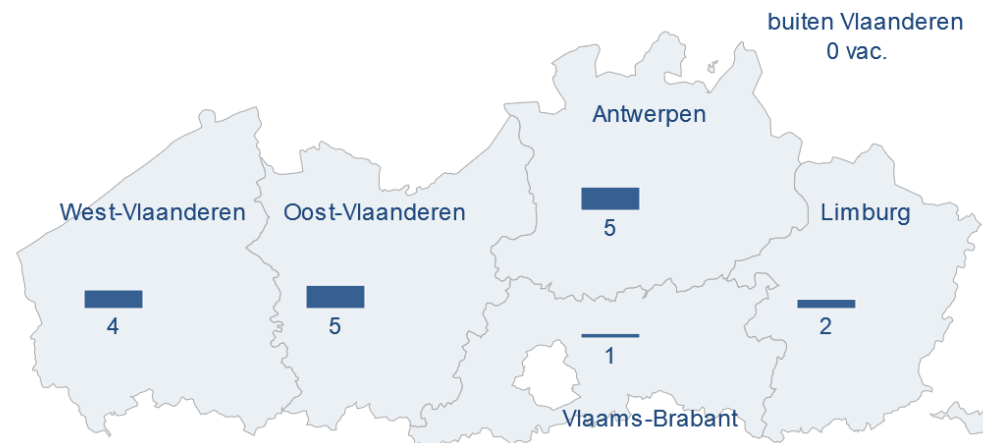 buiten Vlaanderen
0 vac.
Antwerpen
5
West-Vlaanderen
4
Oost-Vlaanderen
5
Limburg
2
1
Vlaams-Brabant